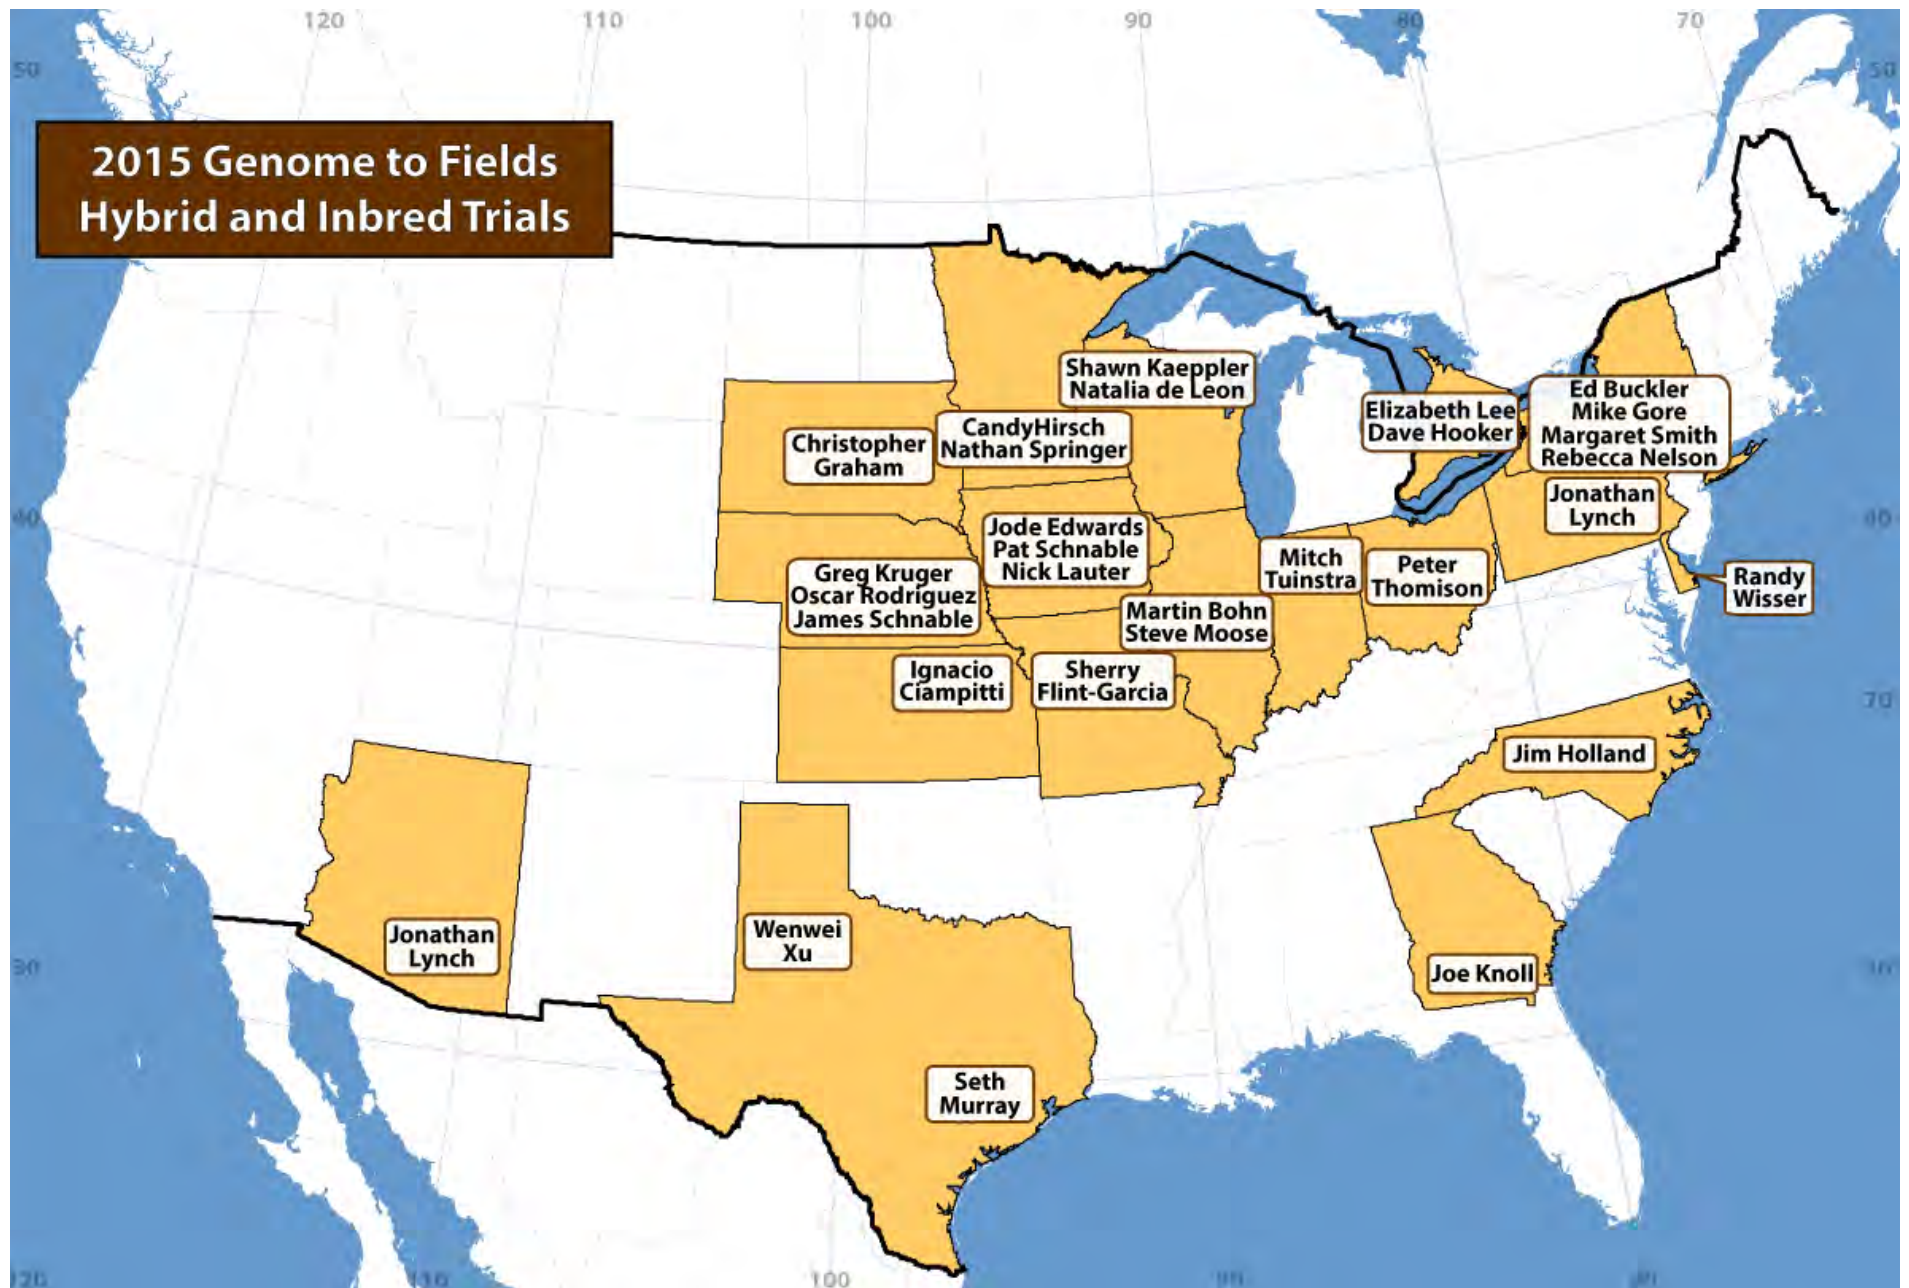 120 110 100 90 80 70
50 50
2015 Genome to Fields
Hybrid and Inbred Trials
Shawn Kaeppler
Natalia de Leon
Ed Buckler
Mike Gore
Margaret Smith
Rebecca Nelson
Elizabeth Lee
Dave Hooker
CandyHirsch
Nathan Springer
Christopher
Graham
Jonathan
Lynch
40
Jode Edwards
Pat Schnable
Nick Lauter
Mitch
Tuinstra
Peter
Thomison
Greg Kruger
Oscar Rodriguez
James Schnable
Randy
Wisser
Martin Bohn
Steve Moose
Ignacio
Ciampitti
Sherry
Flint-Garcia
70
Jim Holland
Jonathan
Lynch
Wenwei
Xu
Joe Knoll
30
Seth
Murray
120 110 100